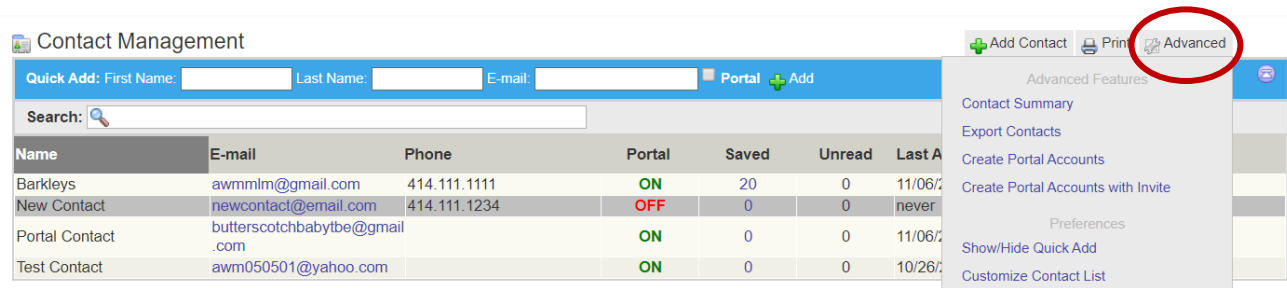 Contact Management
Add Contact Print Advanced
Quick Add: First Name: Last Name: E-mail: Portal Add
Search:
Name E-mail Phone Portal Saved Unread Last A
Barkleys awmmlm@gmail.com 414.111.1111 ON 20 0 11/06/2
New Contact newcontact@email.com 414.111.1234 OFF 0 0 never
Portal Contact butterscotchbabytbe@gmail
.com ON 0 0 11/06/2
Test Contact awm050501@yahoo.com ON 0 0 10/26/2
Advanced Features
Contact Summary
Export Contacts
Create Portal Accounts
Create Portal Accounts with Invite
Preferences
Show/Hide Quick Add
Customize Contact List